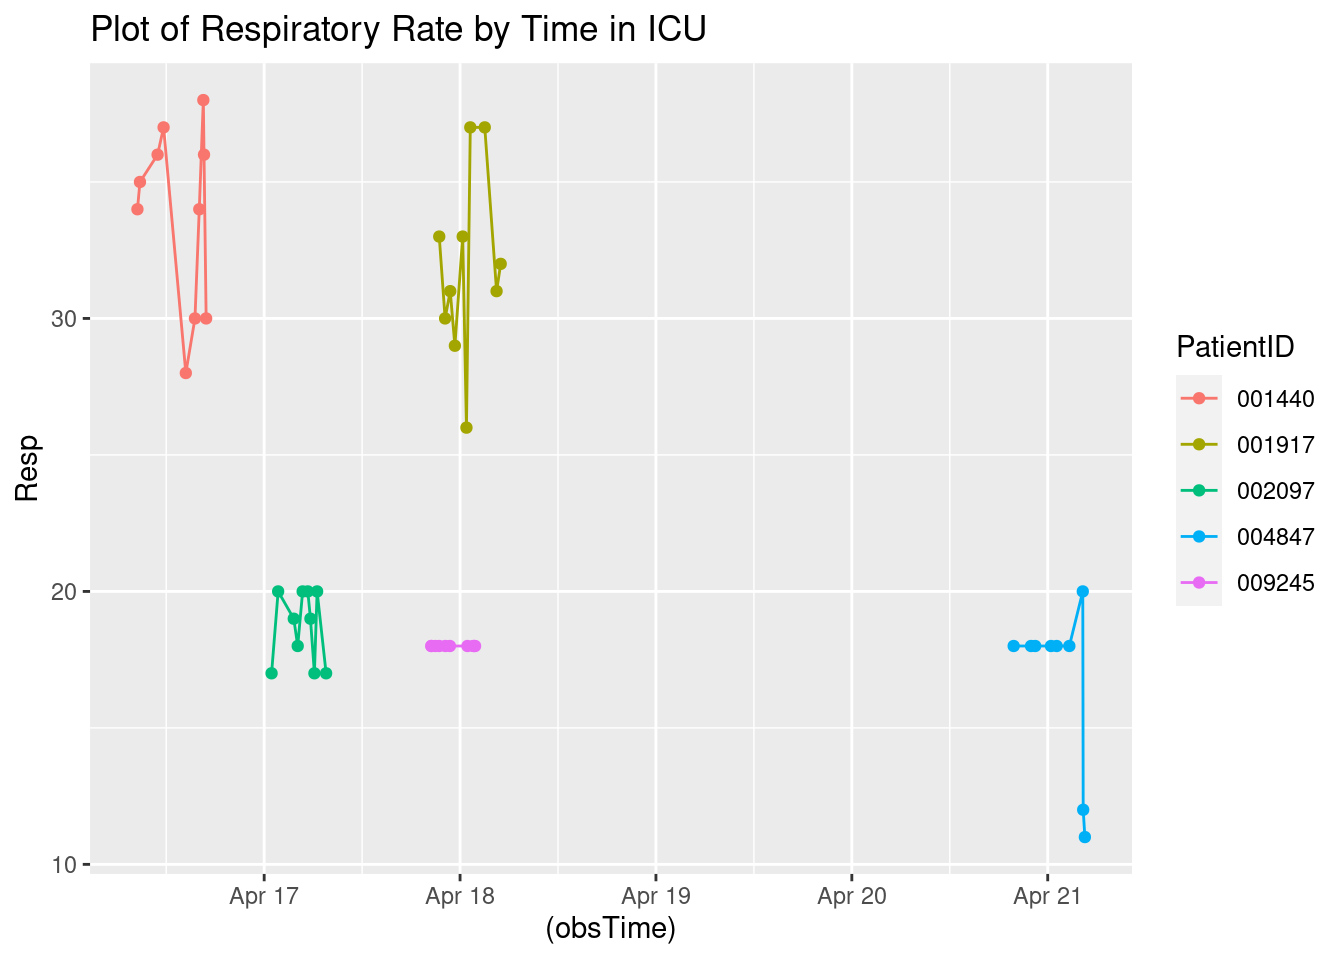 Plot of Respiratory Rate by Time in ICU
Resp
30
20
10
Apr 17
Apr 18
Apr 19
Apr 20
Apr 21
(obsTime)
PatientID
001440
001917
002097
004847
009245